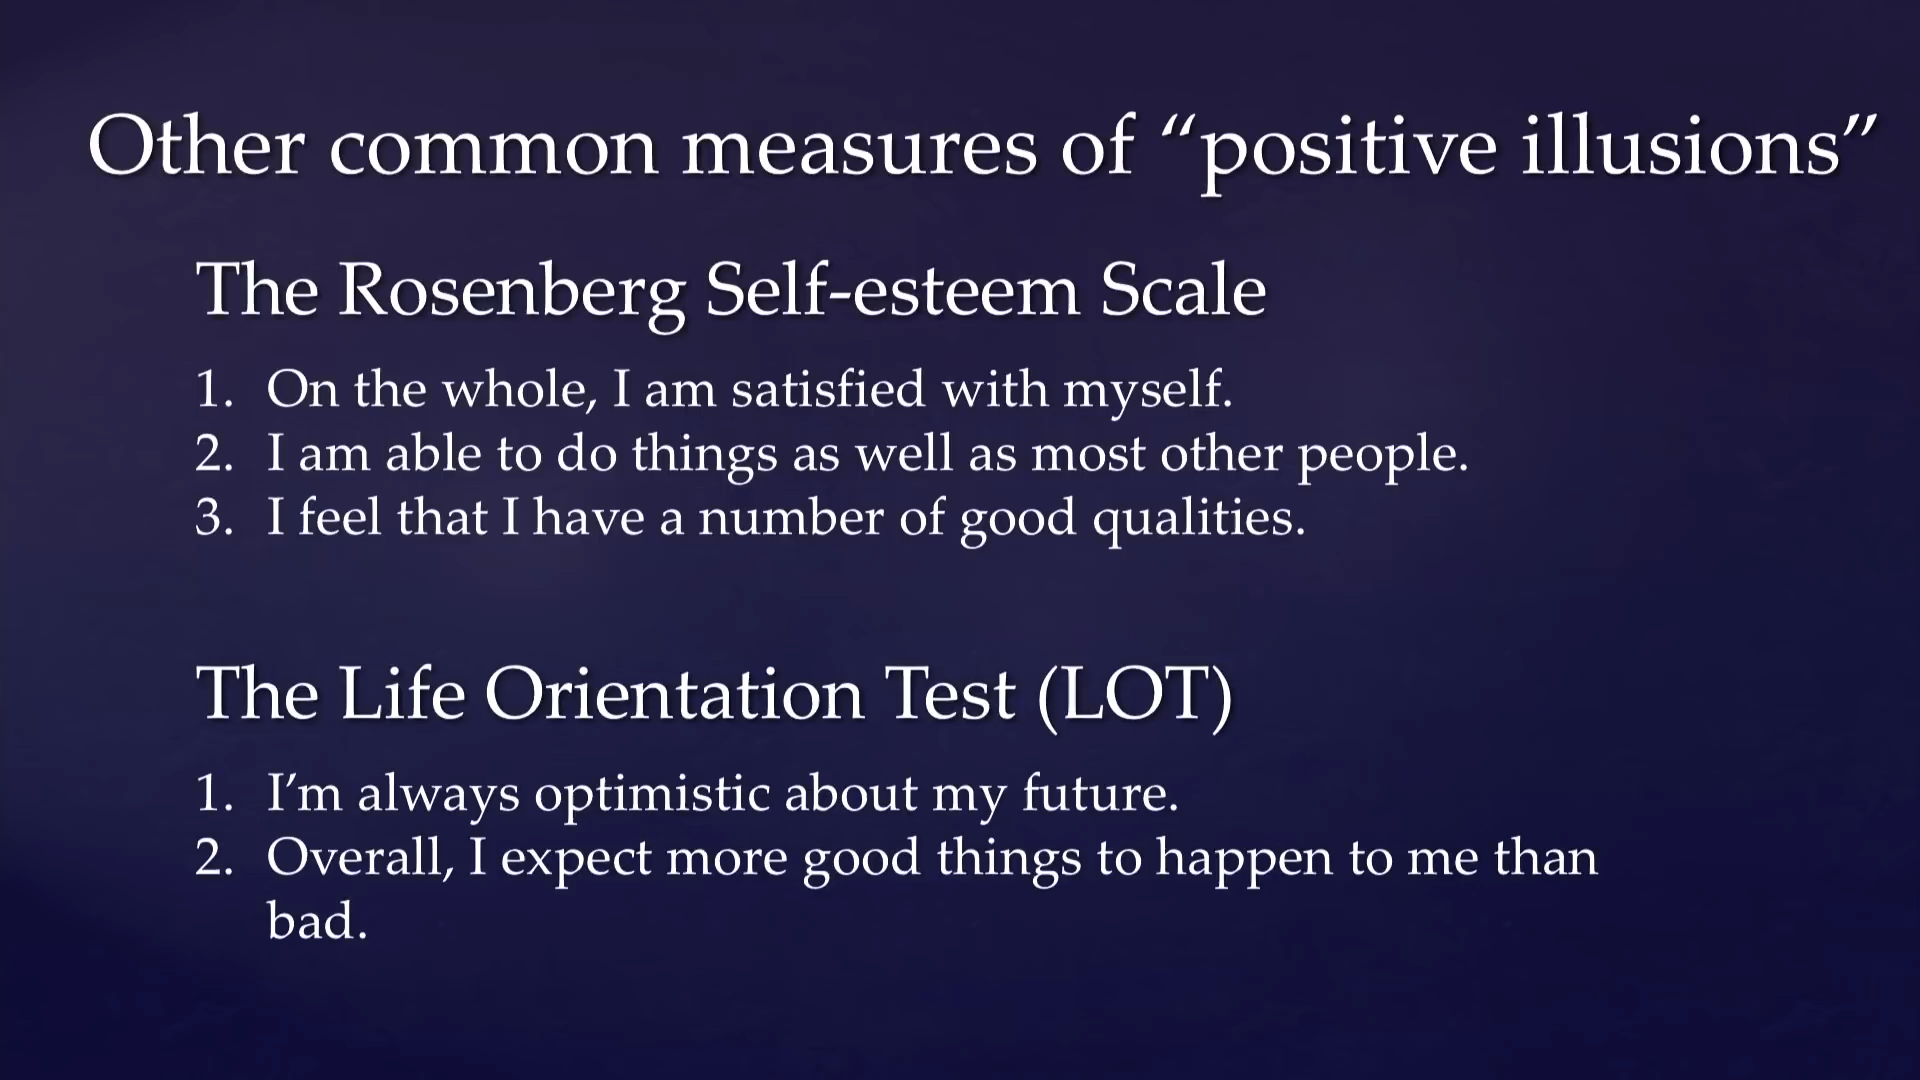 Other common measures of “positive illusions”
The Rosenberg Self-esteem Scale
1. On the whole, I am satisfied with myself.
2. I am able to do things as well as most other people.
3. I feel that I have a number of good qualities.
The Life Orientation Test (LOT)
1. I’m always optimistic about my future.
2. Overall, I expect more good things to happen to me than
bad.